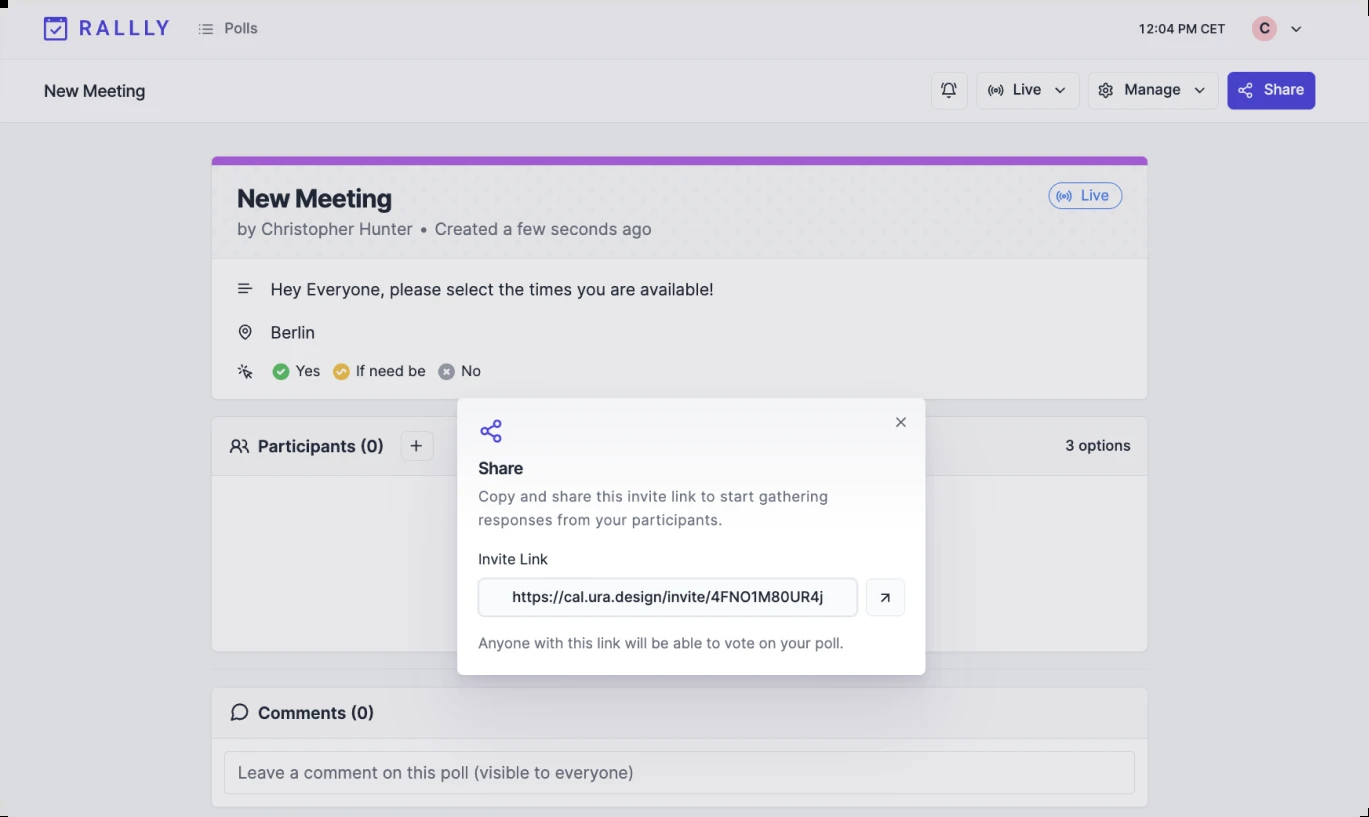 RALLLY
Polls
12:04 PM CET
C
New Meeting
Live
Manage
Share
New Meeting
Live
by Christopher Hunter • Created a few seconds ago
Hey Everyone, please select the times you are available!
Berlin
Yes If need be No
Participants (0)
3 options
Share
Copy and share this invite link to start gathering
responses from your participants.
Invite Link
https://cal.ura.design/invite/4FNO1M80UR4j
Anyone with this link will be able to vote on your poll.
Comments (0)
Leave a comment on this poll (visible to everyone)